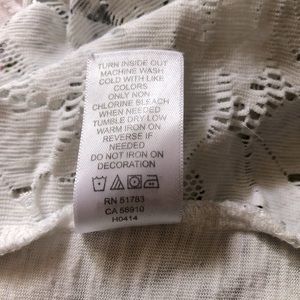 TURN INSIDE OUT
MACHINE WASH
COLD WITH LIKE
COLORS
ONLY NON
CHLORINE BLEACH
WHEN NEEDED
TUMBLE DRY LOW
WARM IRON ON
REVERSE IF
NEEDED
DO NOT IRON ON
DECORATION
RN 51783
CA 56910
H0414